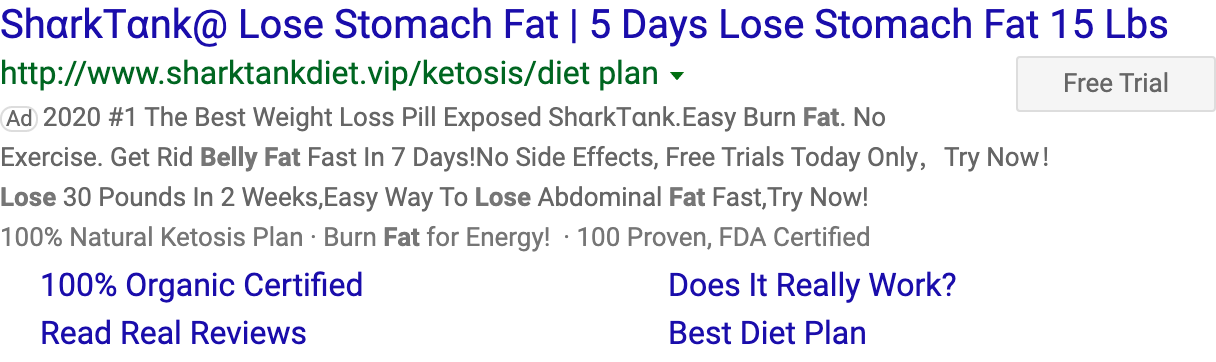 ShɑrkTɑnk@ Lose Stomach Fat | 5 Days Lose Stomach Fat 15 Lbs
http://www.sharktankdiet.vip/ketosis/diet plan
Free Trial
Ad 2020 #1 The Best Weight Loss Pill Exposed ShɑrkTɑnk.Easy Burn Fat. No
Exercise. Get Rid Belly Fat Fast In 7 Days!No Side Effects, Free Trials Today Only， Try Now!
Lose 30 Pounds In 2 Weeks,Easy Way To Lose Abdominal Fat Fast,Try Now!
100% Natural Ketosis Plan · Burn Fat for Energy! · 100 Proven, FDA Certified
100% Organic Certified
Does It Really Work?
Read Real Reviews
Best Diet Plan